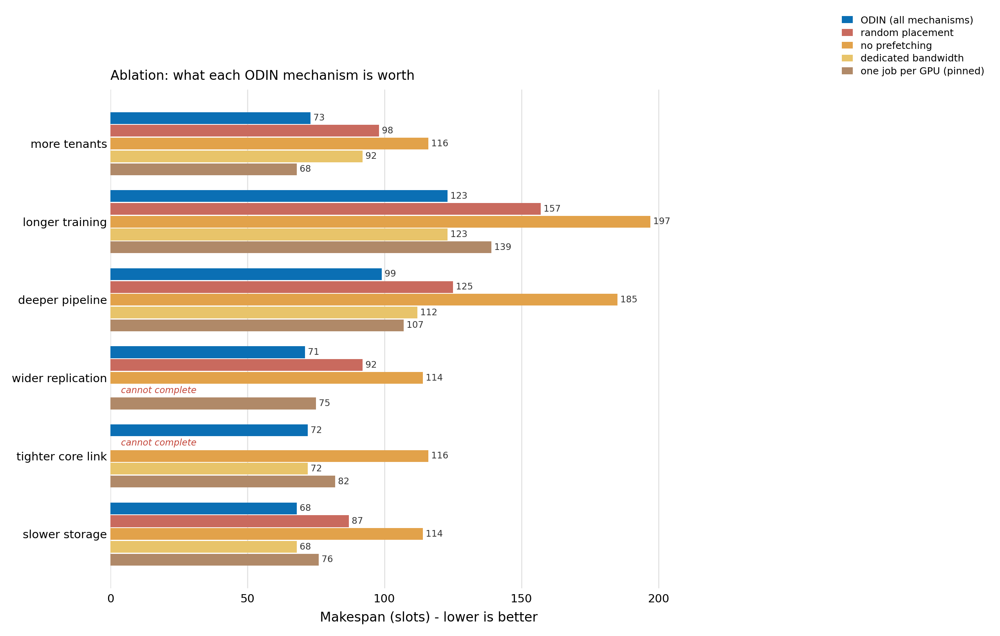 ODIN (all mechanisms)
random placement
no prefetching
dedicated bandwidth
one job per GPU (pinned)
Ablation: what each ODIN mechanism is worth
73
98
more tenants
116
92
68
123
157
longer training
197
123
139
99
125
deeper pipeline
185
112
107
71
92
wider replication
114
cannot complete
75
72
cannot complete
tighter core link
116
72
82
68
87
slower storage
114
68
76
0 50 100 150 200
Makespan (slots) - lower is better